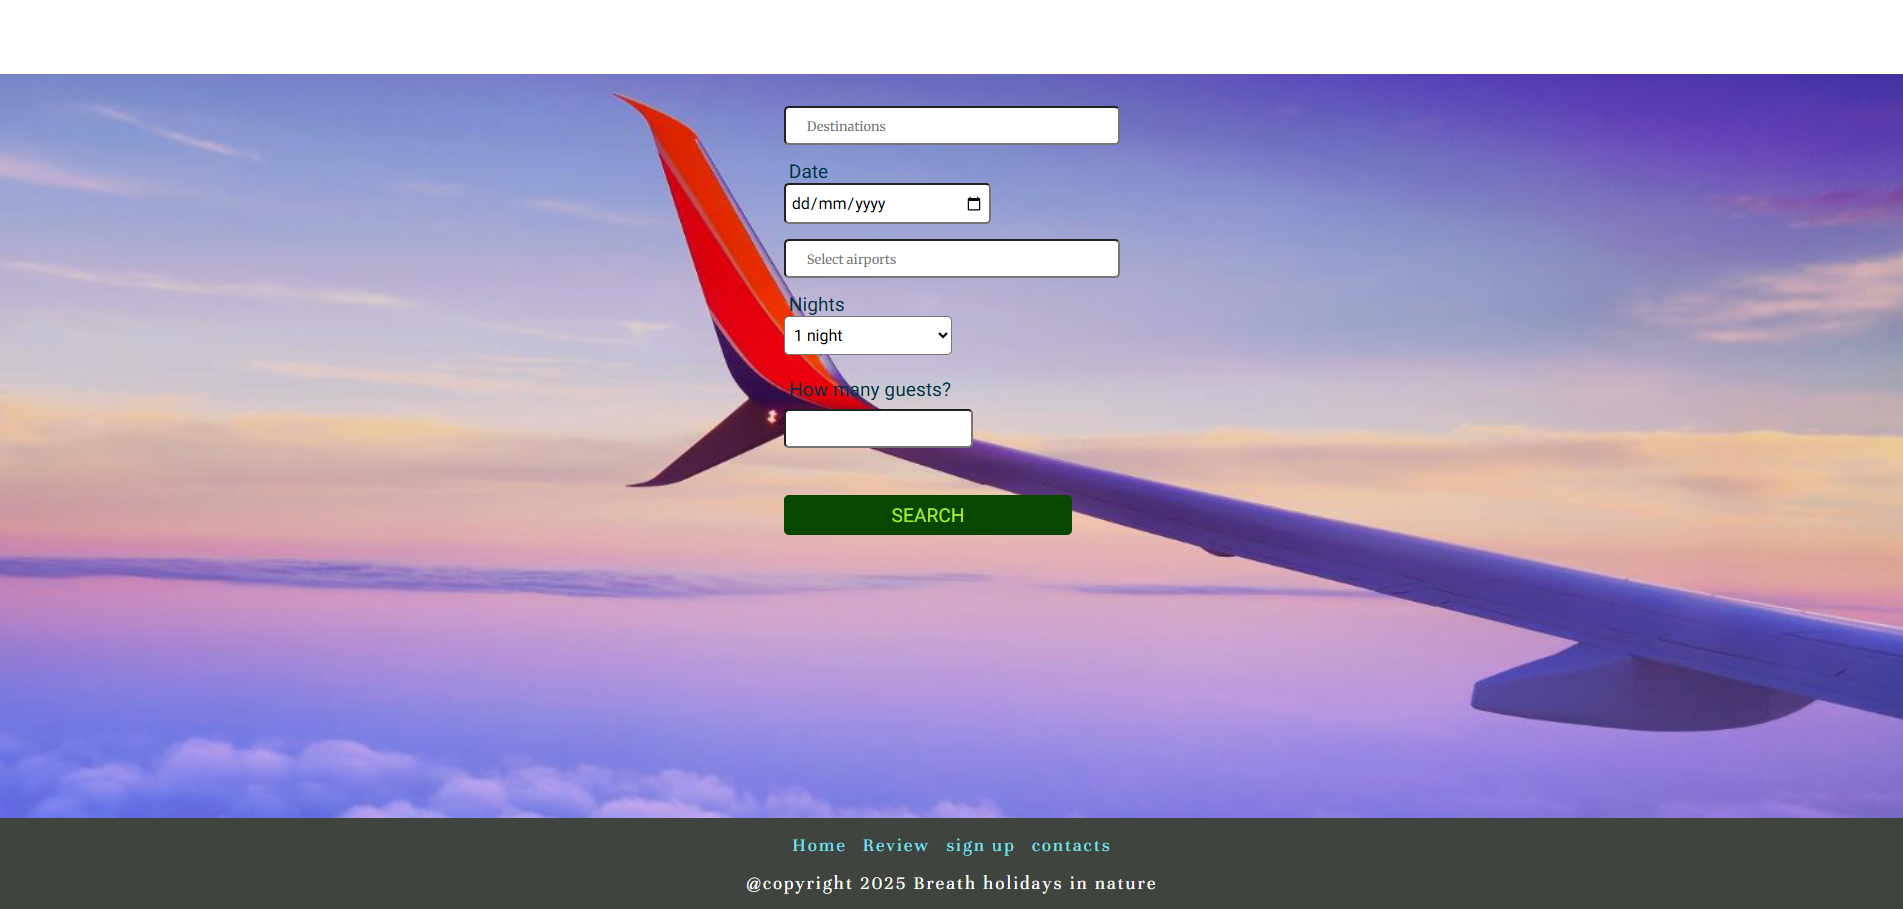 Destinations
Date
dd/mm/yyyy
Select airports
Nights
1 night
How many guests?
SEARCH
Home Review sign up contacts
@copyright 2025 Breath holidays in nature